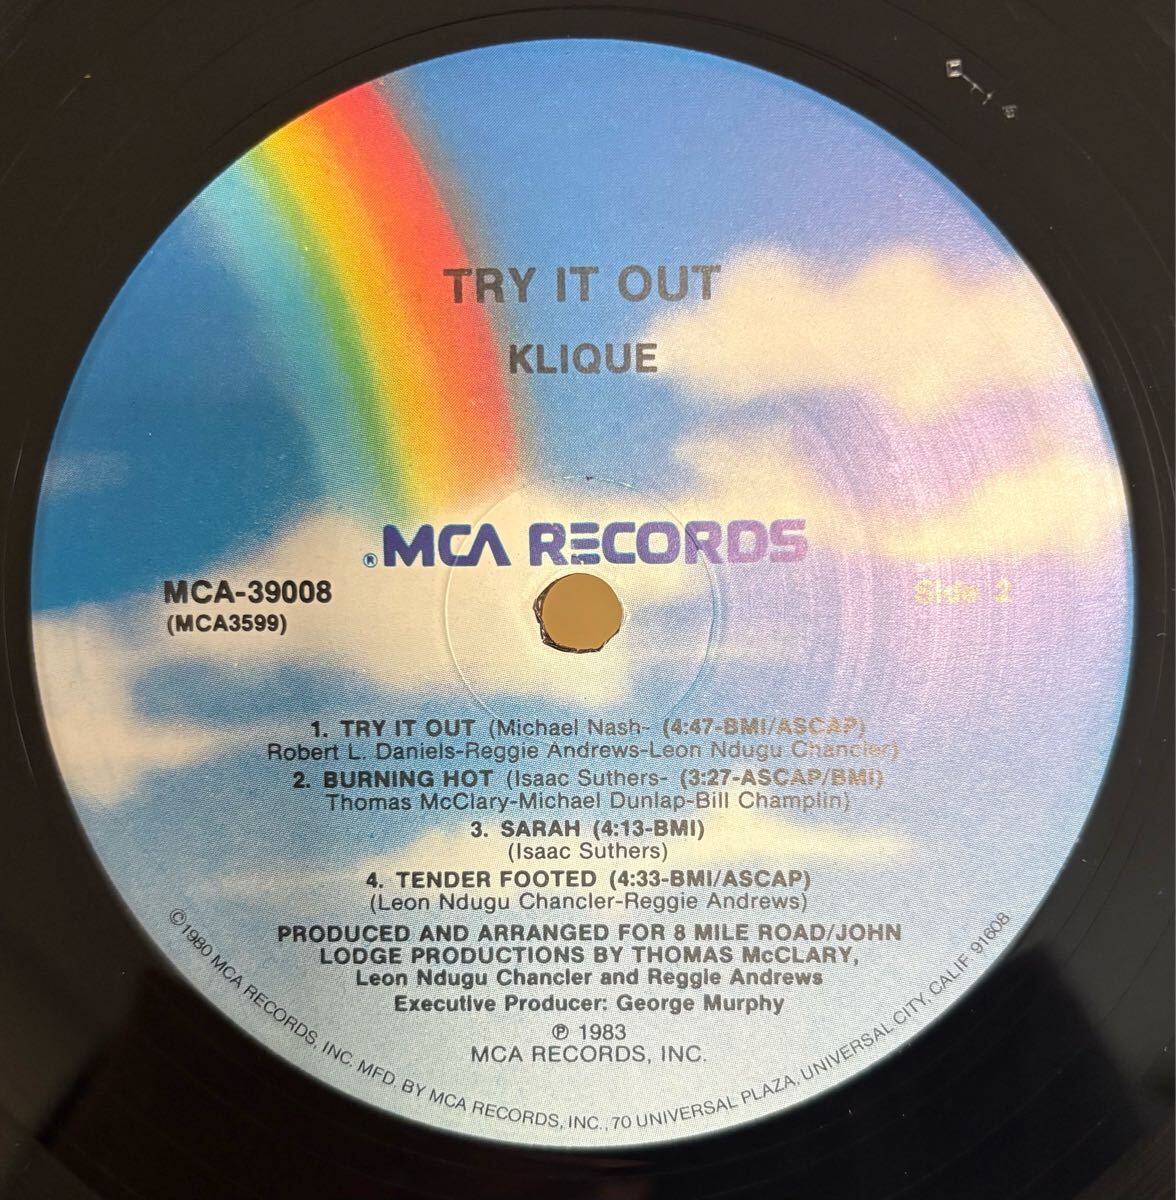 TRY IT OUT
KLIQUE
® MCA RECORDS
MCA-39008
(MCA3599)
Side 2
1. TRY IT OUT (Michael Nash- (4:47-BMI/ASCAP)
Robert L. Daniels-Reggie Andrews-Leon Ndugu Chancler)
2. BURNING HOT (Isaac Suthers- (3:27-ASCAP/BMI)
Thomas McClary-Michael Dunlap-Bill Champlin)
3. SARAH (4:13-BMI)
(Isaac Suthers)
4. TENDER FOOTED (4:33-BMI/ASCAP)
(Leon Ndugu Chancler-Reggie Andrews)
PRODUCED AND ARRANGED FOR 8 MILE ROAD/JOHN
LODGE PRODUCTIONS BY THOMAS McCLARY,
Leon Ndugu Chancler and Reggie Andrews
Executive Producer: George Murphy
℗ 1983
MCA RECORDS, INC.
©1980 MCA RECORDS, INC. MFD. BY MCA RECORDS, INC., 70 UNIVERSAL PLAZA, UNIVERSAL CITY, CALIF 91608